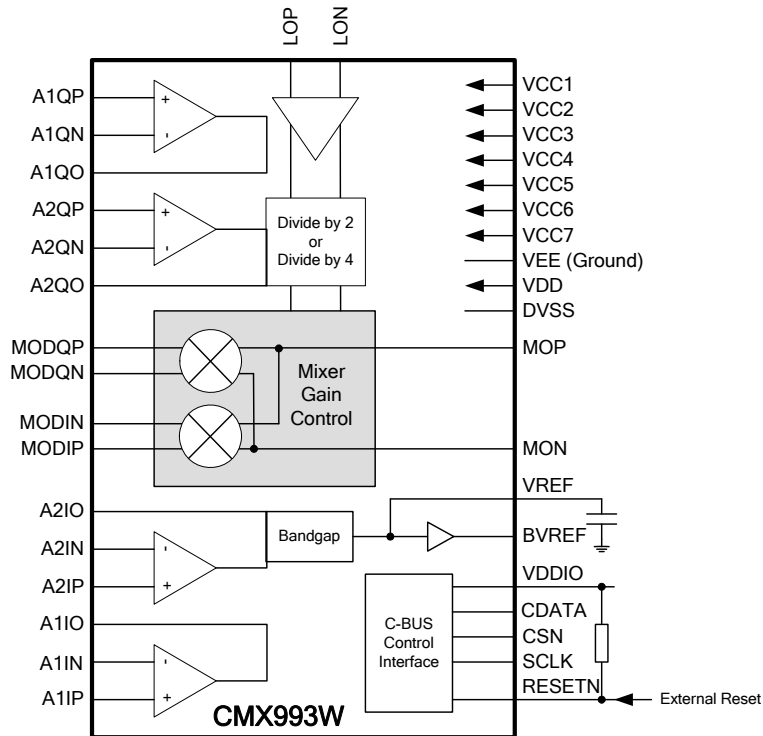 LOP
LON
A1QP
A1QN
A1QO
A2QP
A2QN
A2QO
MODQP
MODQN
MODIN
MODIP
A2IO
A2IN
A2IP
A1IO
A1IN
A1IP
+
-
+
-
Divide by 2
or
Divide by 4
Mixer
Gain
Control
Bandgap
-
+
-
+
C-BUS
Control
Interface
CMX993W
VCC1
VCC2
VCC3
VCC4
VCC5
VCC6
VCC7
VEE (Ground)
VDD
DVSS
MOP
MON
VREF
BVREF
VDDIO
CDATA
CSN
SCLK
RESETN
External Reset